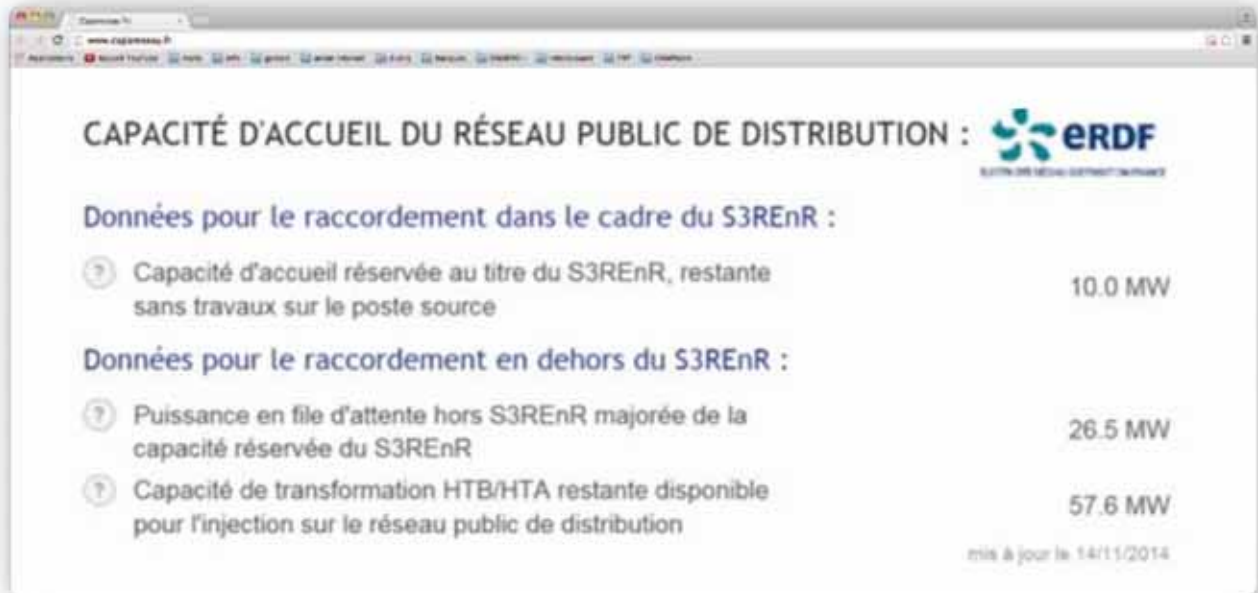 www.capareseau.fr
CAPACITÉ D'ACCUEIL DU RÉSEAU PUBLIC DE DISTRIBUTION :
eRDF
Données pour le raccordement dans le cadre du S3REnR :
? Capacité d'accueil réservée au titre du S3REnR, restante
sans travaux sur le poste source
10.0 MW
Données pour le raccordement en dehors du S3REnR :
? Puissance en file d'attente hors S3REnR majorée de la
capacité réservée du S3REnR
26.5 MW
? Capacité de transformation HTB/HTA restante disponible
pour l'injection sur le réseau public de distribution
57.6 MW
mis à jour le 14/11/2014